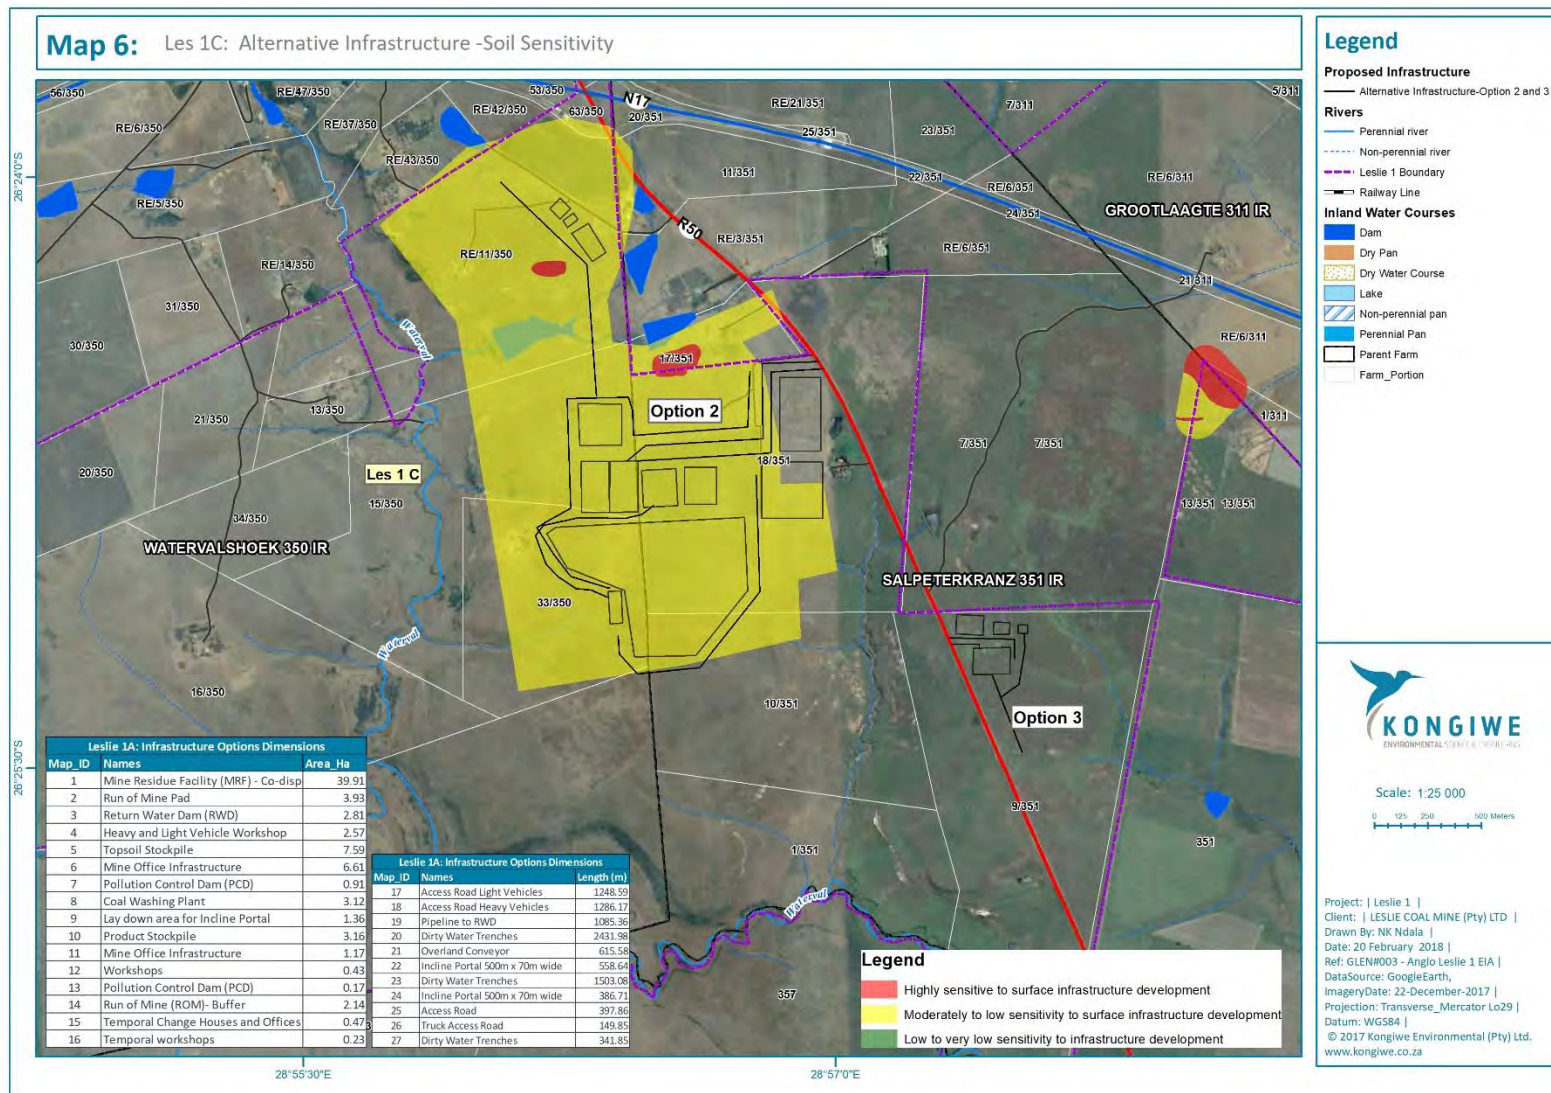 Map 6: Les 1C: Alternative Infrastructure -Soil Sensitivity
56/350
RE/47/350
53/350
N17
RE/21/351
7/311
5/311
RE/6/350
RE/37/350
RE/42/350
63/350
20/351
25/351
23/351
RE/43/350
11/351
22/351
RE/6/351
RE/6/311
26°24'0"S
RE/5/350
24/351
GROOTLAAGTE 311 IR
R50
RE/3/351
RE/11/350
RE/6/351
RE/14/350
21/311
31/350
Waterval
RE/6/311
30/350
17/351
13/350
Option 2
1/311
21/350
7/351
7/351
20/350
Les 1 C
18/351
15/350
13/351
13/351
34/350
WATERVALSHOEK 350 IR
SALPETERKRANZ 351 IR
33/350
Waterval
16/350
10/351
Option 3
26°25'30"S
9/351
351
1/351
Waterval
357
Leslie 1A: Infrastructure Options Dimensions
Map_ID Names Area_Ha
1 Mine Residue Facility (MRF) - Co-disp 39.91
2 Run of Mine Pad 3.93
3 Return Water Dam (RWD) 2.81
4 Heavy and Light Vehicle Workshop 2.57
5 Topsoil Stockpile 7.59
6 Mine Office Infrastructure 6.61
7 Pollution Control Dam (PCD) 0.91
8 Coal Washing Plant 3.12
9 Lay down area for Incline Portal 1.36
10 Product Stockpile 3.16
11 Mine Office Infrastructure 1.17
12 Workshops 0.43
13 Pollution Control Dam (PCD) 0.17
14 Run of Mine (ROM)- Buffer 2.14
15 Temporal Change Houses and Offices 0.47
16 Temporal workshops 0.23
Leslie 1A: Infrastructure Options Dimensions
Map_ID Names Length (m)
17 Access Road Light Vehicles 1248.59
18 Access Road Heavy Vehicles 1286.17
19 Pipeline to RWD 1085.36
20 Dirty Water Trenches 2431.98
21 Overland Conveyor 615.58
22 Incline Portal 500m x 70m wide 558.64
23 Dirty Water Trenches 1503.08
24 Incline Portal 500m x 70m wide 386.71
25 Access Road 397.86
26 Truck Access Road 149.85
27 Dirty Water Trenches 341.85
Legend
Highly sensitive to surface infrastructure development
Moderately to low sensitivity to surface infrastructure development
Low to very low sensitivity to infrastructure development
28°55'30"E
28°57'0"E
Legend
Proposed Infrastructure
Alternative Infrastructure-Option 2 and 3
Rivers
Perennial river
Non-perennial river
Leslie 1 Boundary
Railway Line
Inland Water Courses
Dam
Dry Pan
Dry Water Course
Lake
Non-perennial pan
Perennial Pan
Parent Farm
Farm_Portion
KONGIWE
ENVIRONMENTAL
Scale: 1:25 000
0 125 250 500 Meters
Project: | Leslie 1 |
Client: | LESLIE COAL MINE (Pty) LTD |
Drawn By: NK Ndala |
Date: 20 February 2018 |
Ref: GLEN#003 - Anglo Leslie 1 EIA |
DataSource: GoogleEarth,
ImageryDate: 22-December-2017 |
Projection: Transverse_Mercator Lo29 |
Datum: WGS84 |
© 2017 Kongiwe Environmental (Pty) Ltd.
www.kongiwe.co.za